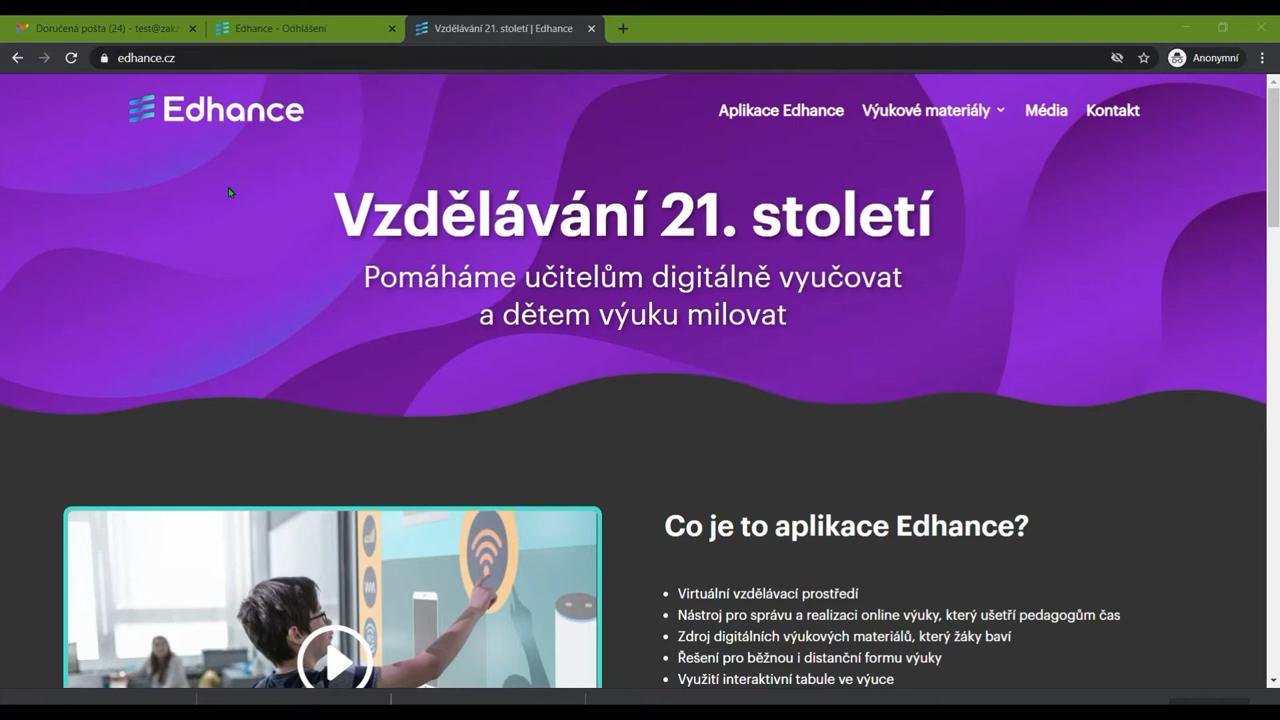 Doručená pošta (24) - test@zak
Edhance - Odhlášení
Vzdělávání 21. století | Edhance
edhance.cz
Anonymní
Edhance
Aplikace Edhance
Výukové materiály
Média
Kontakt
Vzdělávání 21. století
Pomáháme učitelům digitálně vyučovat
a dětem výuku milovat
Co je to aplikace Edhance?
• Virtuální vzdělávací prostředí
• Nástroj pro správu a realizaci online výuky, který ušetří pedagogům čas
• Zdroj digitálních výukových materiálů, který žáky baví
• Řešení pro běžnou i distanční formu výuky
• Využití interaktivní tabule ve výuce